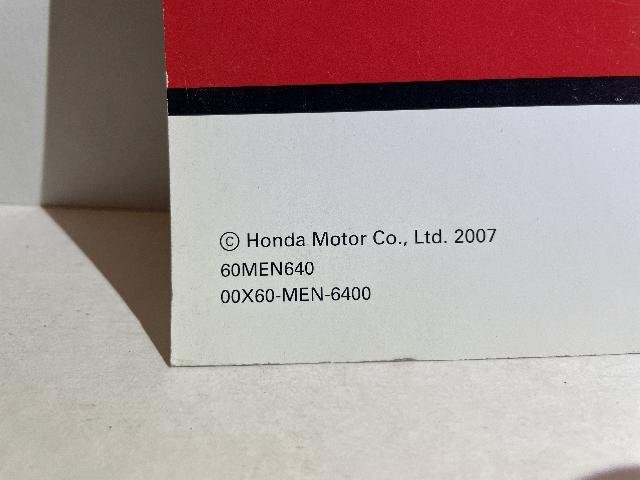 © Honda Motor Co., Ltd. 2007
60MEN640
00X60-MEN-6400